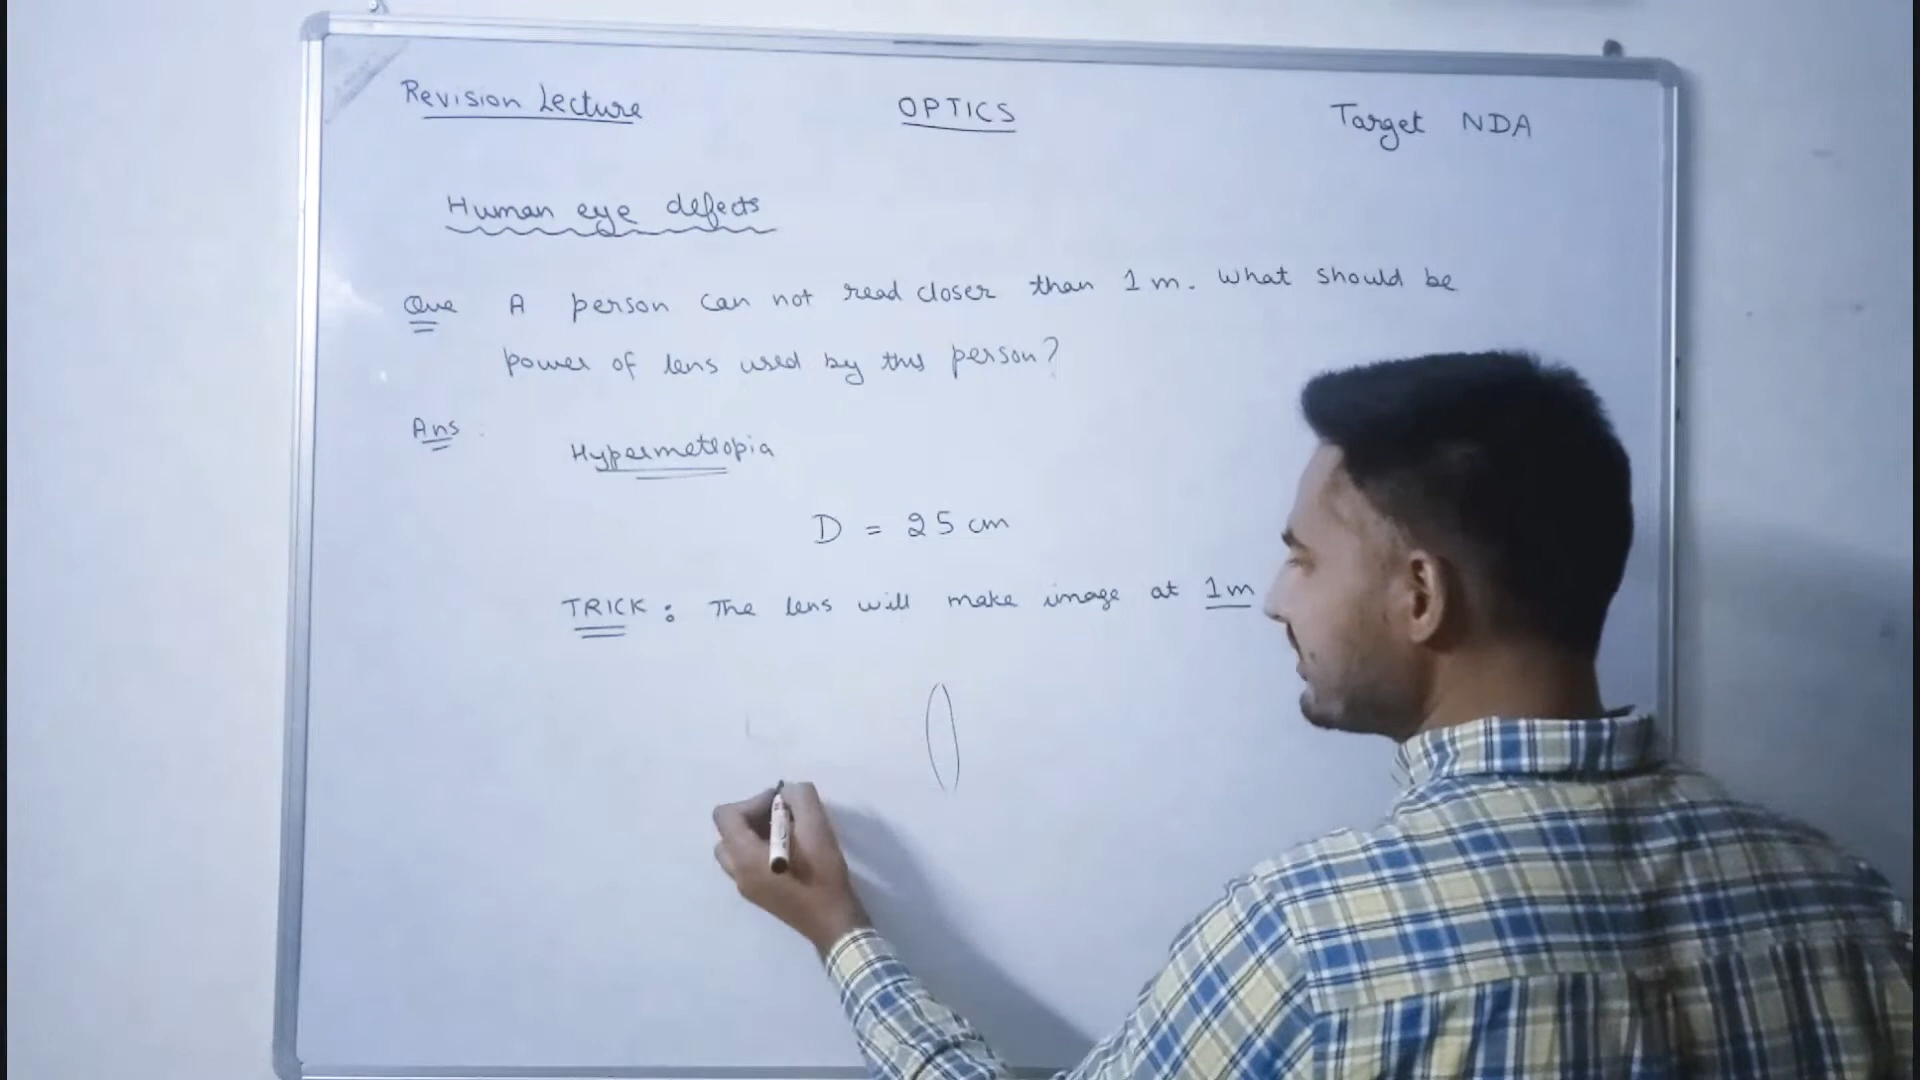 Revision Lecture
OPTICS
Target NDA
Human eye defects
Que A person can not read closer than 1 m. What should be
power of lens used by this person?
Ans :
Hypermetropia
D = 25 cm
TRICK : The lens will make image at 1m